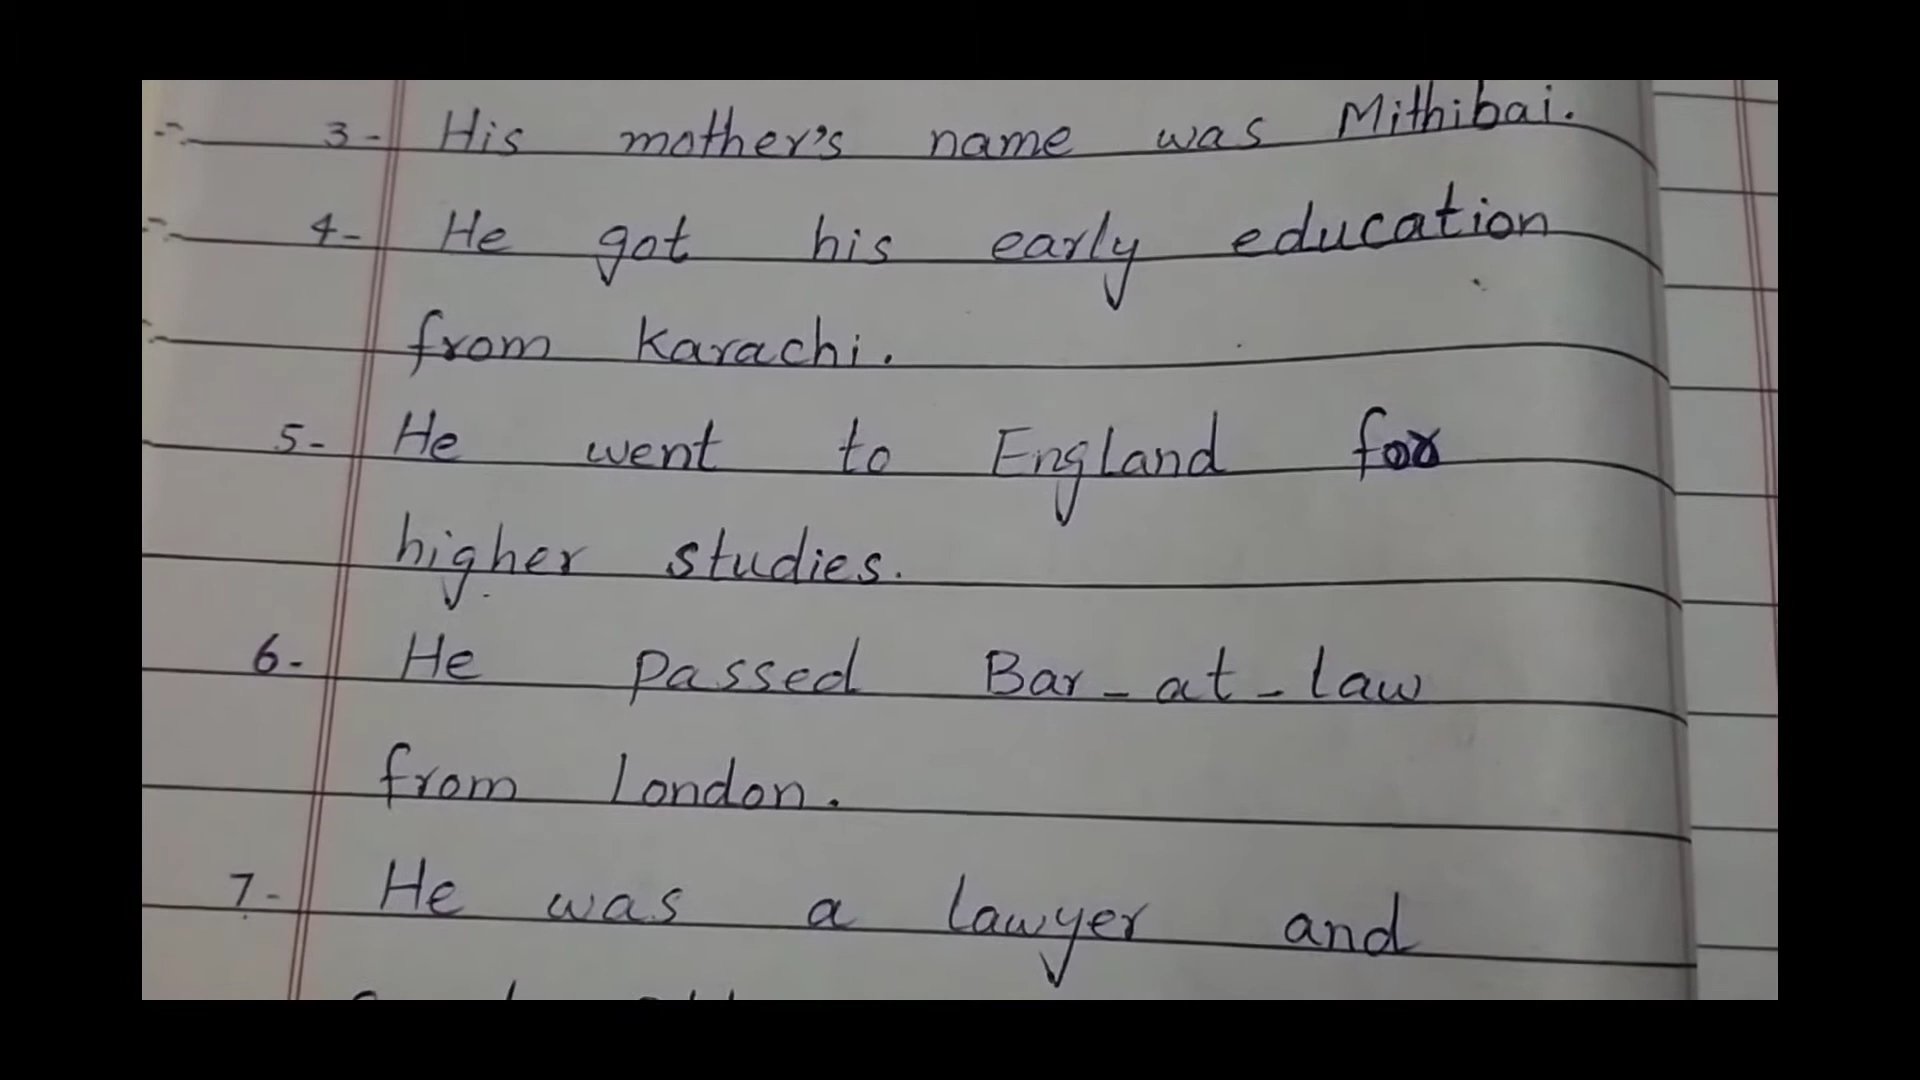 3- His mother's name was Mithibai.
4- He got his early education
from Karachi.
5- He went to England for
higher studies.
6- He passed Bar-at-law
from London.
7- He was a lawyer and